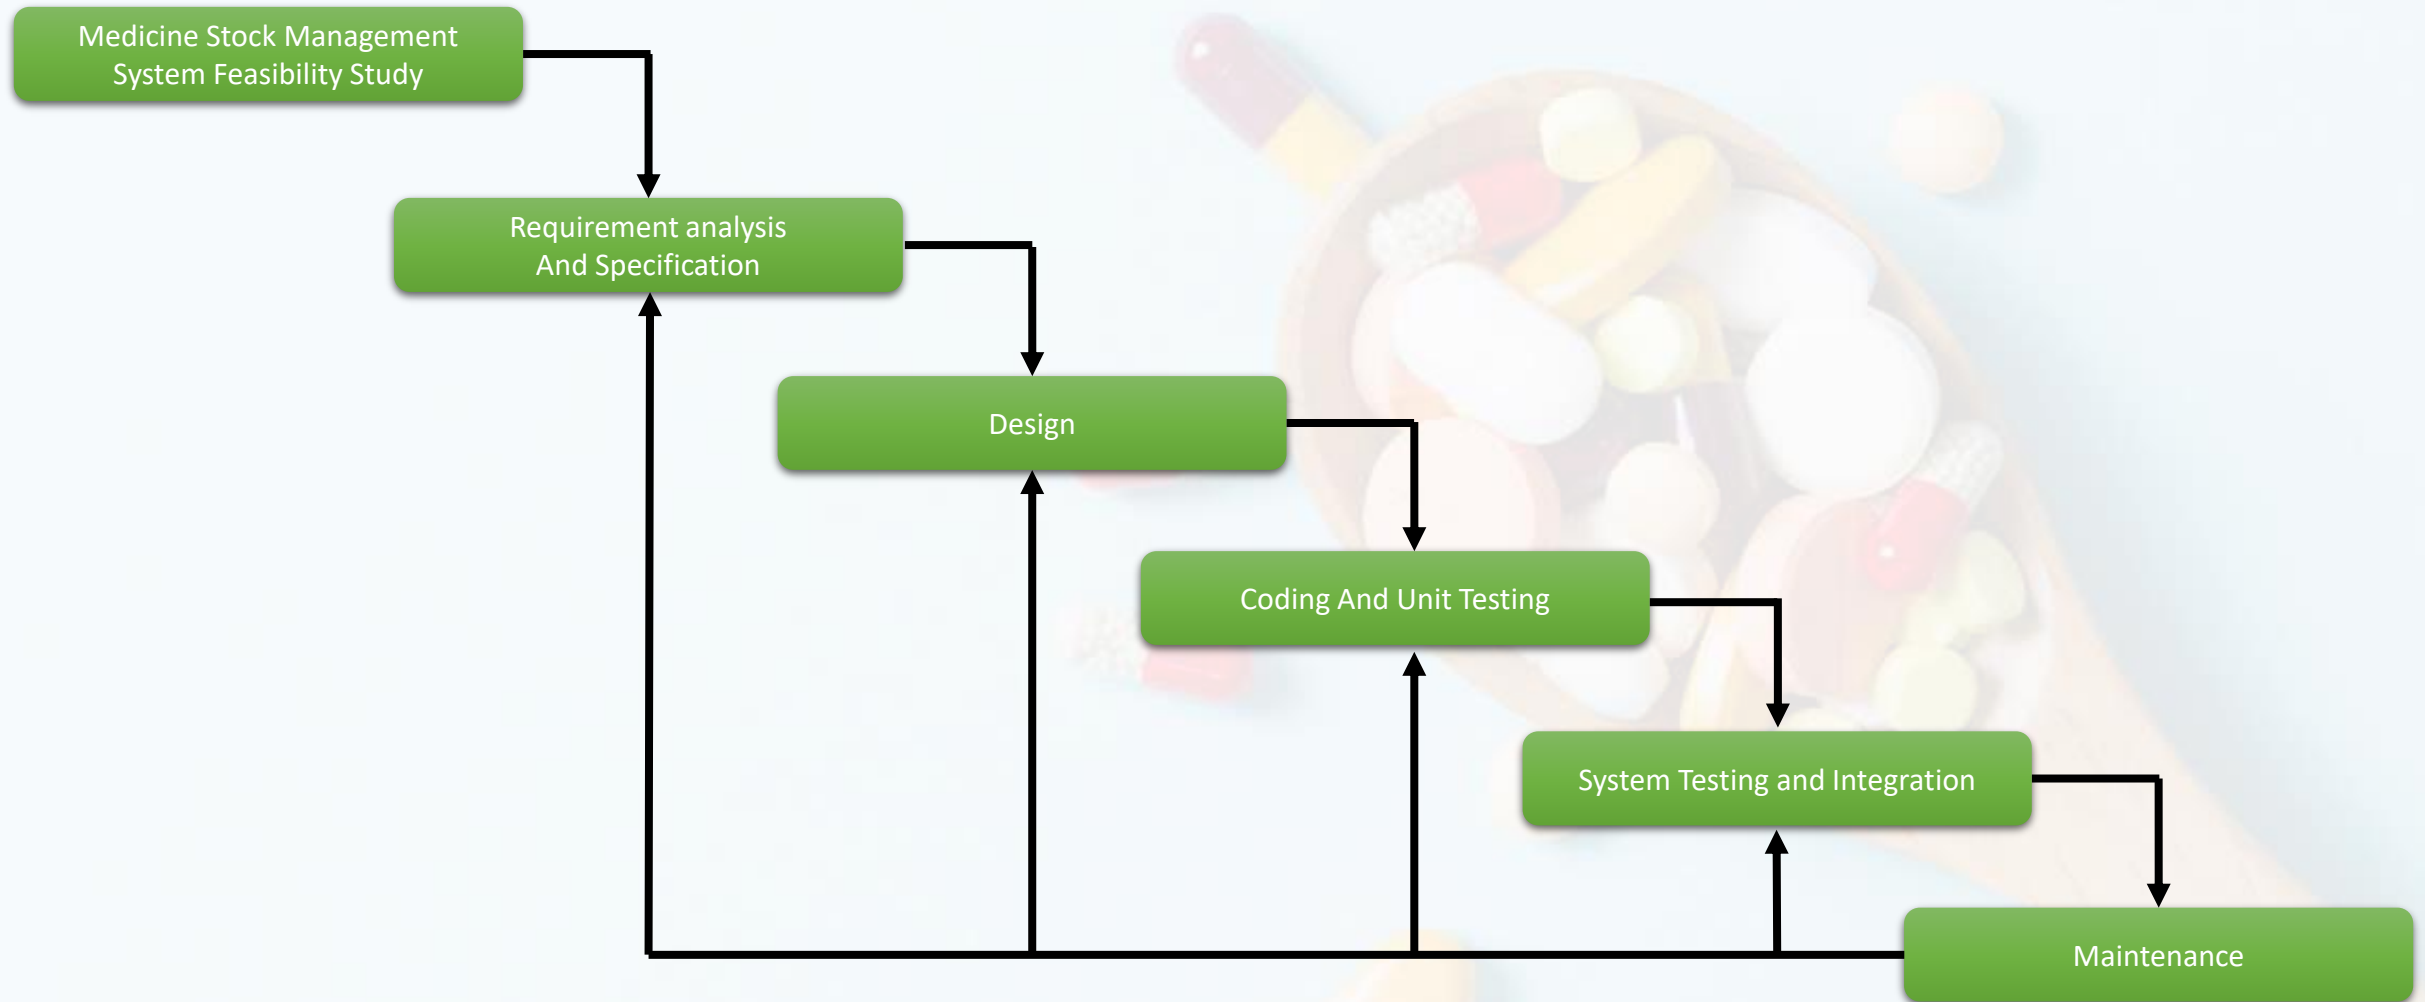 Medicine Stock Management
System Feasibility Study
Requirement analysis
And Specification
Design
Coding And Unit Testing
System Testing and Integration
Maintenance